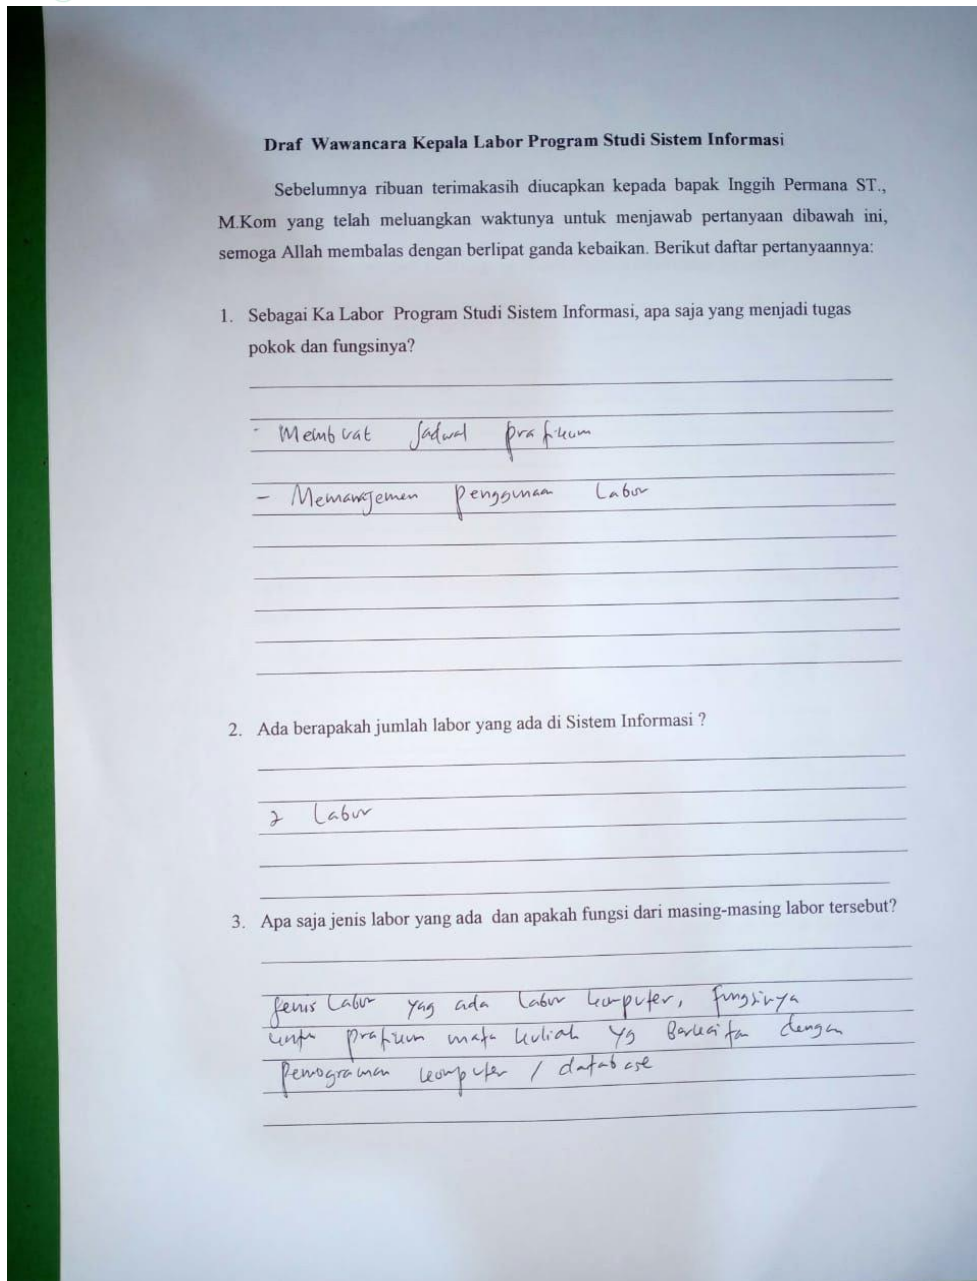 Draf Wawancara Kepala Labor Program Studi Sistem Informasi
Sebelumnya ribuan terimakasih diucapkan kepada bapak Inggih Permana ST.,
M.Kom yang telah meluangkan waktunya untuk menjawab pertanyaan dibawah ini,
semoga Allah membalas dengan berlipat ganda kebaikan. Berikut daftar pertanyaannya:
1. Sebagai Ka Labor Program Studi Sistem Informasi, apa saja yang menjadi tugas
pokok dan fungsinya?
- Membuat Jadwal pratikum
- Memanajemen penggunaan Labor
2. Ada berapakah jumlah labor yang ada di Sistem Informasi ?
2 Labor
3. Apa saja jenis labor yang ada dan apakah fungsi dari masing-masing labor tersebut?
Jenis Labor yag ada labor komputer, fungsinya
untu pratikum mata kuliah yg Berkaitan dengan
Pemograman komputer / database